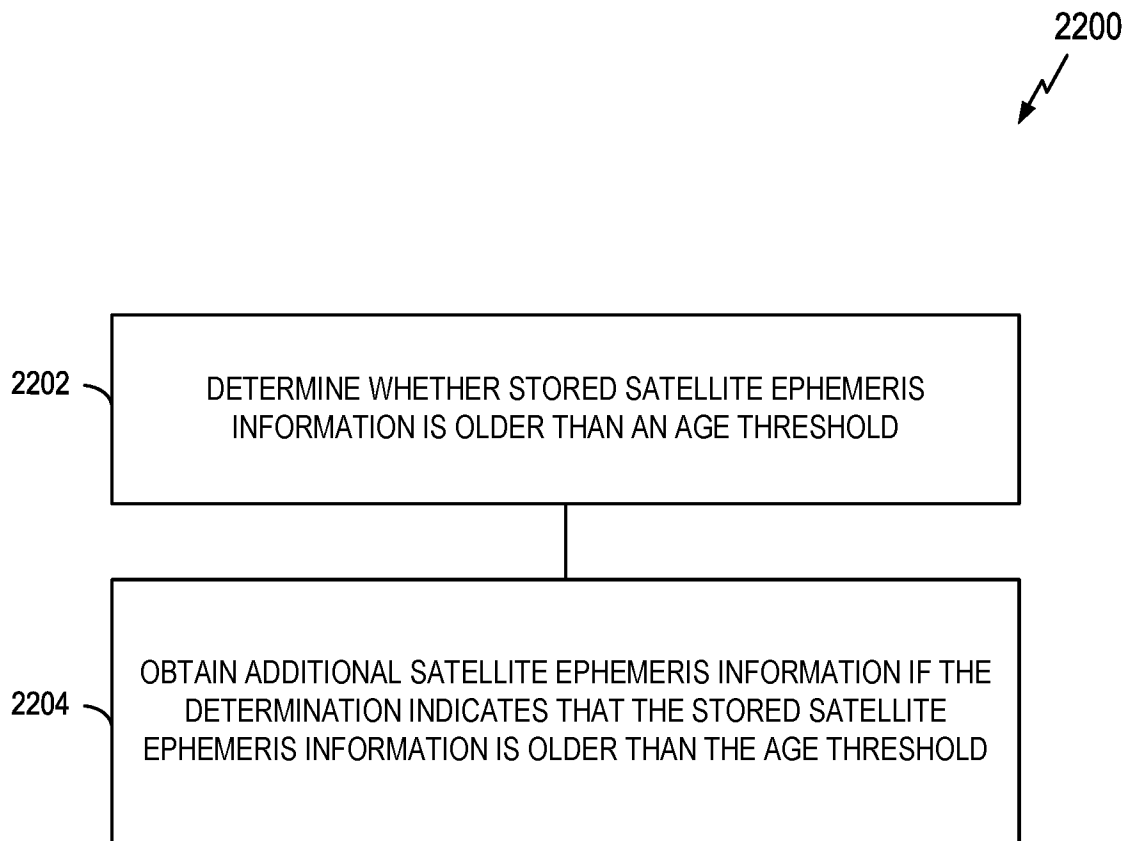 2200
2202
DETERMINE WHETHER STORED SATELLITE EPHEMERIS
INFORMATION IS OLDER THAN AN AGE THRESHOLD
2204
OBTAIN ADDITIONAL SATELLITE EPHEMERIS INFORMATION IF THE
DETERMINATION INDICATES THAT THE STORED SATELLITE
EPHEMERIS INFORMATION IS OLDER THAN THE AGE THRESHOLD